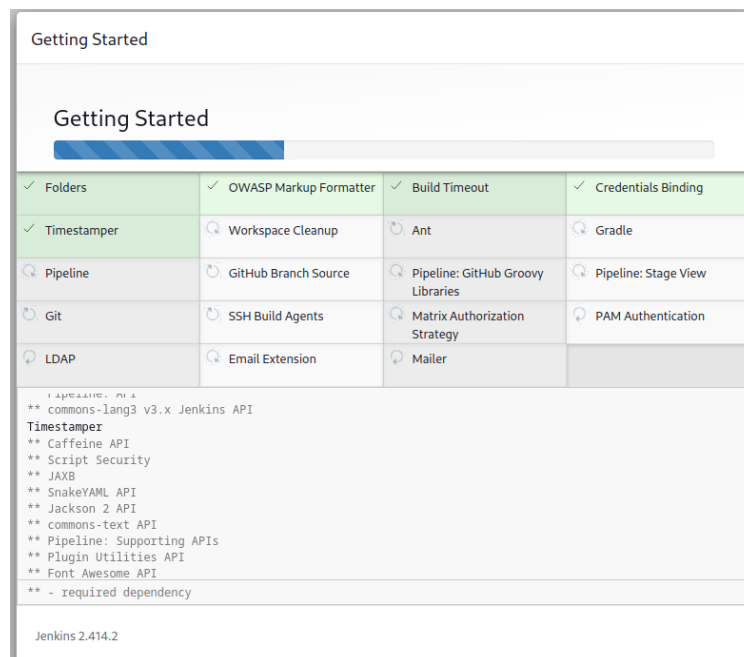 Getting Started
Getting Started
Folders
OWASP Markup Formatter
Build Timeout
Credentials Binding
Timestamper
Workspace Cleanup
Ant
Gradle
Pipeline
GitHub Branch Source
Pipeline: GitHub Groovy
Libraries
Pipeline: Stage View
Git
SSH Build Agents
Matrix Authorization
Strategy
PAM Authentication
LDAP
Email Extension
Mailer
** Pipeline: API
** commons-lang3 v3.x Jenkins API
Timestamper
** Caffeine API
** Script Security
** JAXB
** SnakeYAML API
** Jackson 2 API
** commons-text API
** Pipeline: Supporting APIs
** Plugin Utilities API
** Font Awesome API
** - required dependency
Jenkins 2.414.2